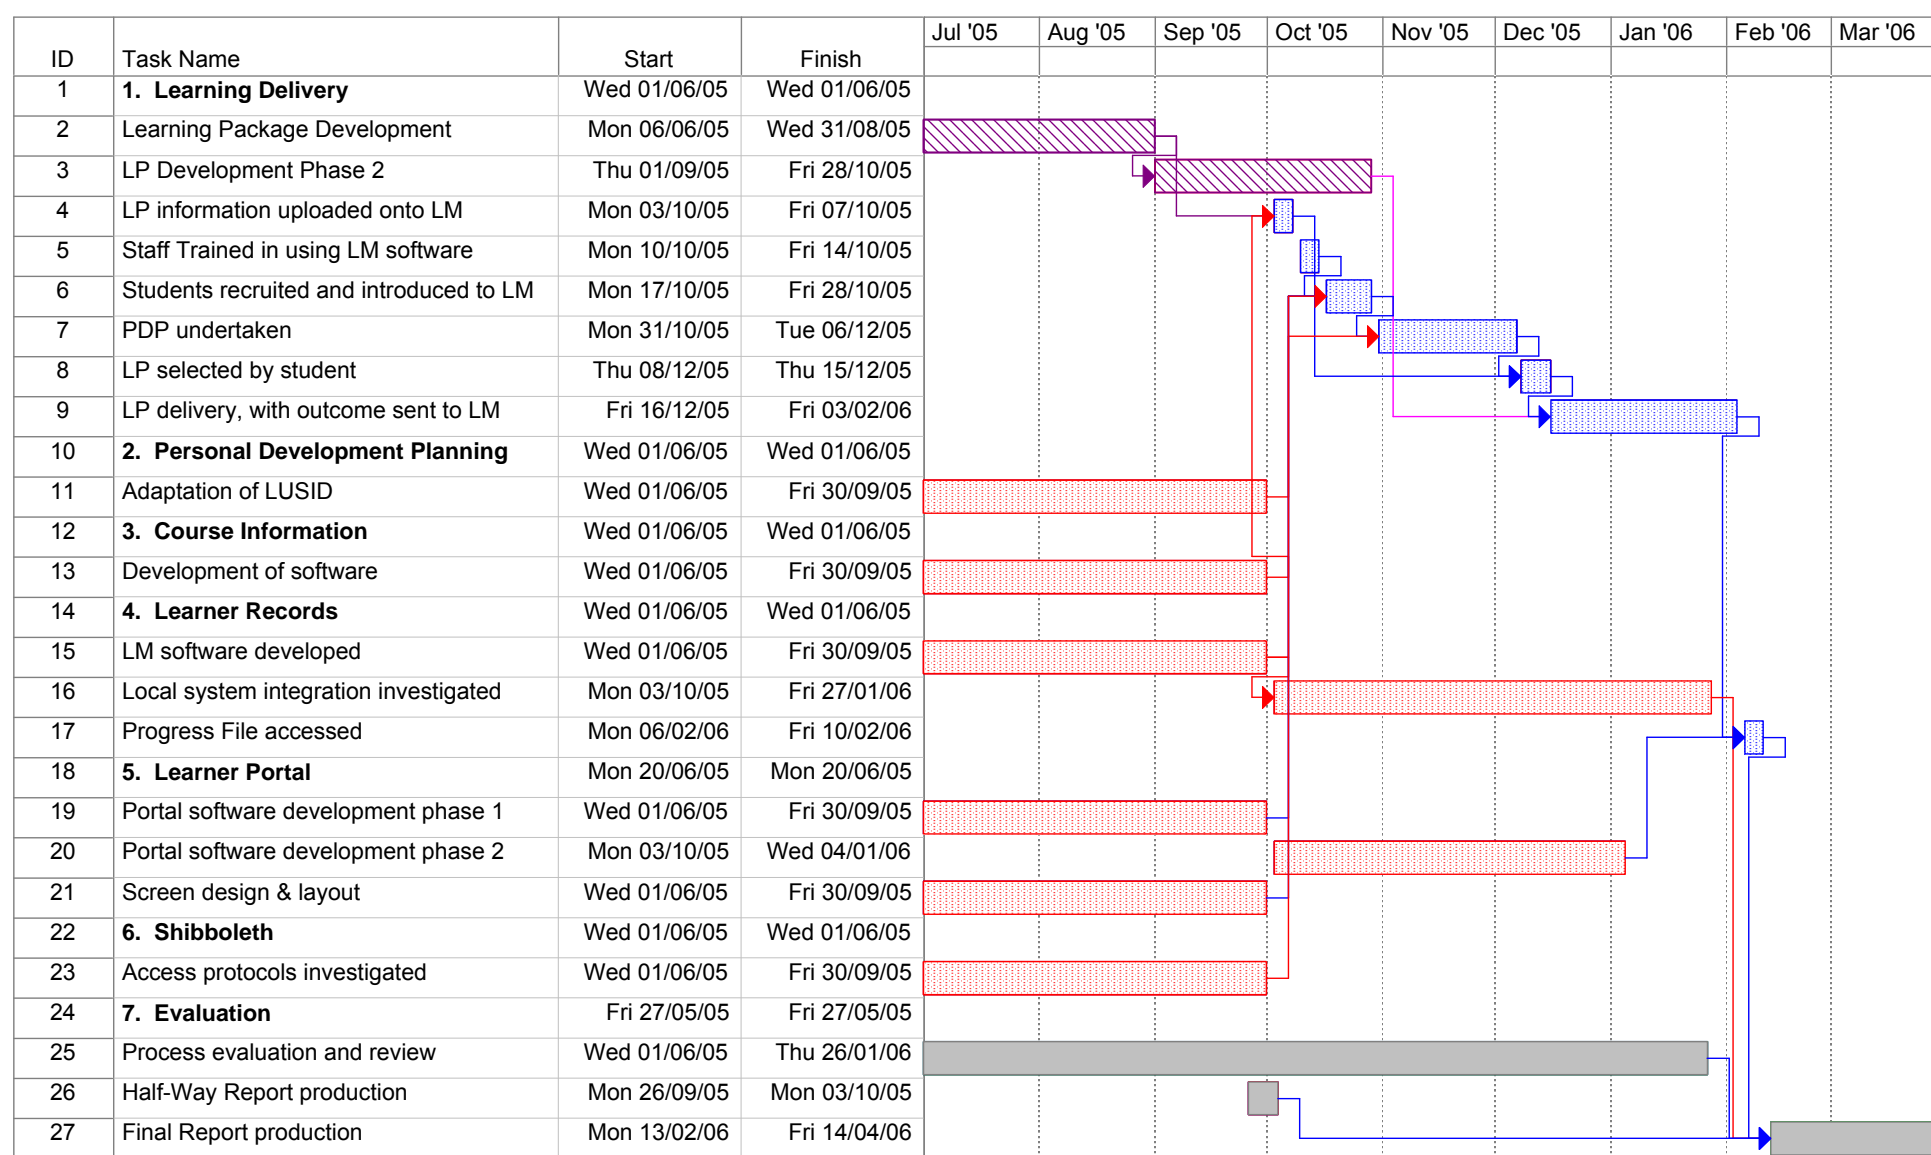 Jul '05 Aug '05 Sep '05 Oct '05 Nov '05 Dec '05 Jan '06 Feb '06 Mar '06
ID Task Name Start Finish
1 1. Learning Delivery Wed 01/06/05 Wed 01/06/05
2 Learning Package Development Mon 06/06/05 Wed 31/08/05
3 LP Development Phase 2 Thu 01/09/05 Fri 28/10/05
4 LP information uploaded onto LM Mon 03/10/05 Fri 07/10/05
5 Staff Trained in using LM software Mon 10/10/05 Fri 14/10/05
6 Students recruited and introduced to LM Mon 17/10/05 Fri 28/10/05
7 PDP undertaken Mon 31/10/05 Tue 06/12/05
8 LP selected by student Thu 08/12/05 Thu 15/12/05
9 LP delivery, with outcome sent to LM Fri 16/12/05 Fri 03/02/06
10 2. Personal Development Planning Wed 01/06/05 Wed 01/06/05
11 Adaptation of LUSID Wed 01/06/05 Fri 30/09/05
12 3. Course Information Wed 01/06/05 Wed 01/06/05
13 Development of software Wed 01/06/05 Fri 30/09/05
14 4. Learner Records Wed 01/06/05 Wed 01/06/05
15 LM software developed Wed 01/06/05 Fri 30/09/05
16 Local system integration investigated Mon 03/10/05 Fri 27/01/06
17 Progress File accessed Mon 06/02/06 Fri 10/02/06
18 5. Learner Portal Mon 20/06/05 Mon 20/06/05
19 Portal software development phase 1 Wed 01/06/05 Fri 30/09/05
20 Portal software development phase 2 Mon 03/10/05 Wed 04/01/06
21 Screen design & layout Wed 01/06/05 Fri 30/09/05
22 6. Shibboleth Wed 01/06/05 Wed 01/06/05
23 Access protocols investigated Wed 01/06/05 Fri 30/09/05
24 7. Evaluation Fri 27/05/05 Fri 27/05/05
25 Process evaluation and review Wed 01/06/05 Thu 26/01/06
26 Half-Way Report production Mon 26/09/05 Mon 03/10/05
27 Final Report production Mon 13/02/06 Fri 14/04/06